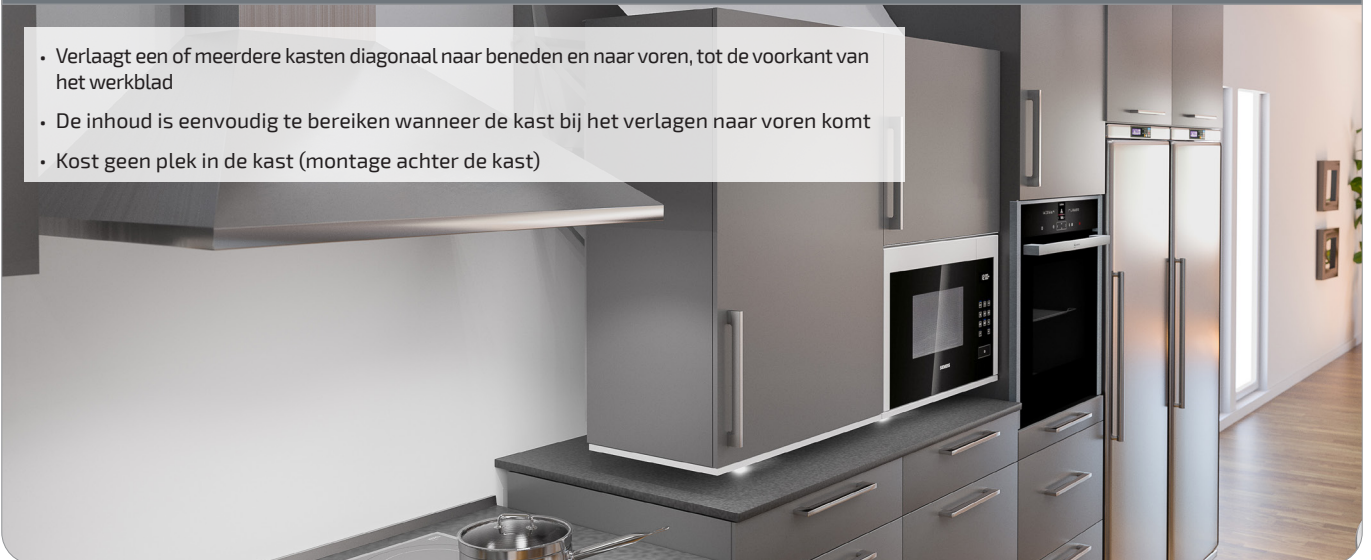 • Verlaagt een of meerdere kasten diagonaal naar beneden en naar voren, tot de voorkant van
het werkblad
• De inhoud is eenvoudig te bereiken wanneer de kast bij het verlagen naar voren komt
• Kost geen plek in de kast (montage achter de kast)